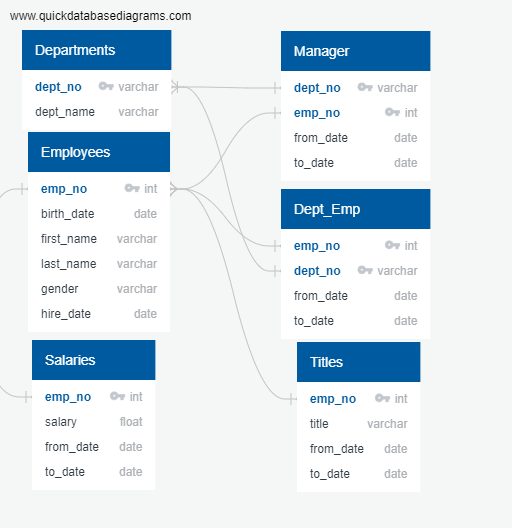 www.quickdatabasediagrams.com
Departments
dept_no varchar
dept_name varchar
Employees
emp_no int
birth_date date
first_name varchar
last_name varchar
gender varchar
hire_date date
Salaries
emp_no int
salary float
from_date date
to_date date
Manager
dept_no varchar
emp_no int
from_date date
to_date date
Dept_Emp
emp_no int
dept_no varchar
from_date date
to_date date
Titles
emp_no int
title varchar
from_date date
to_date date